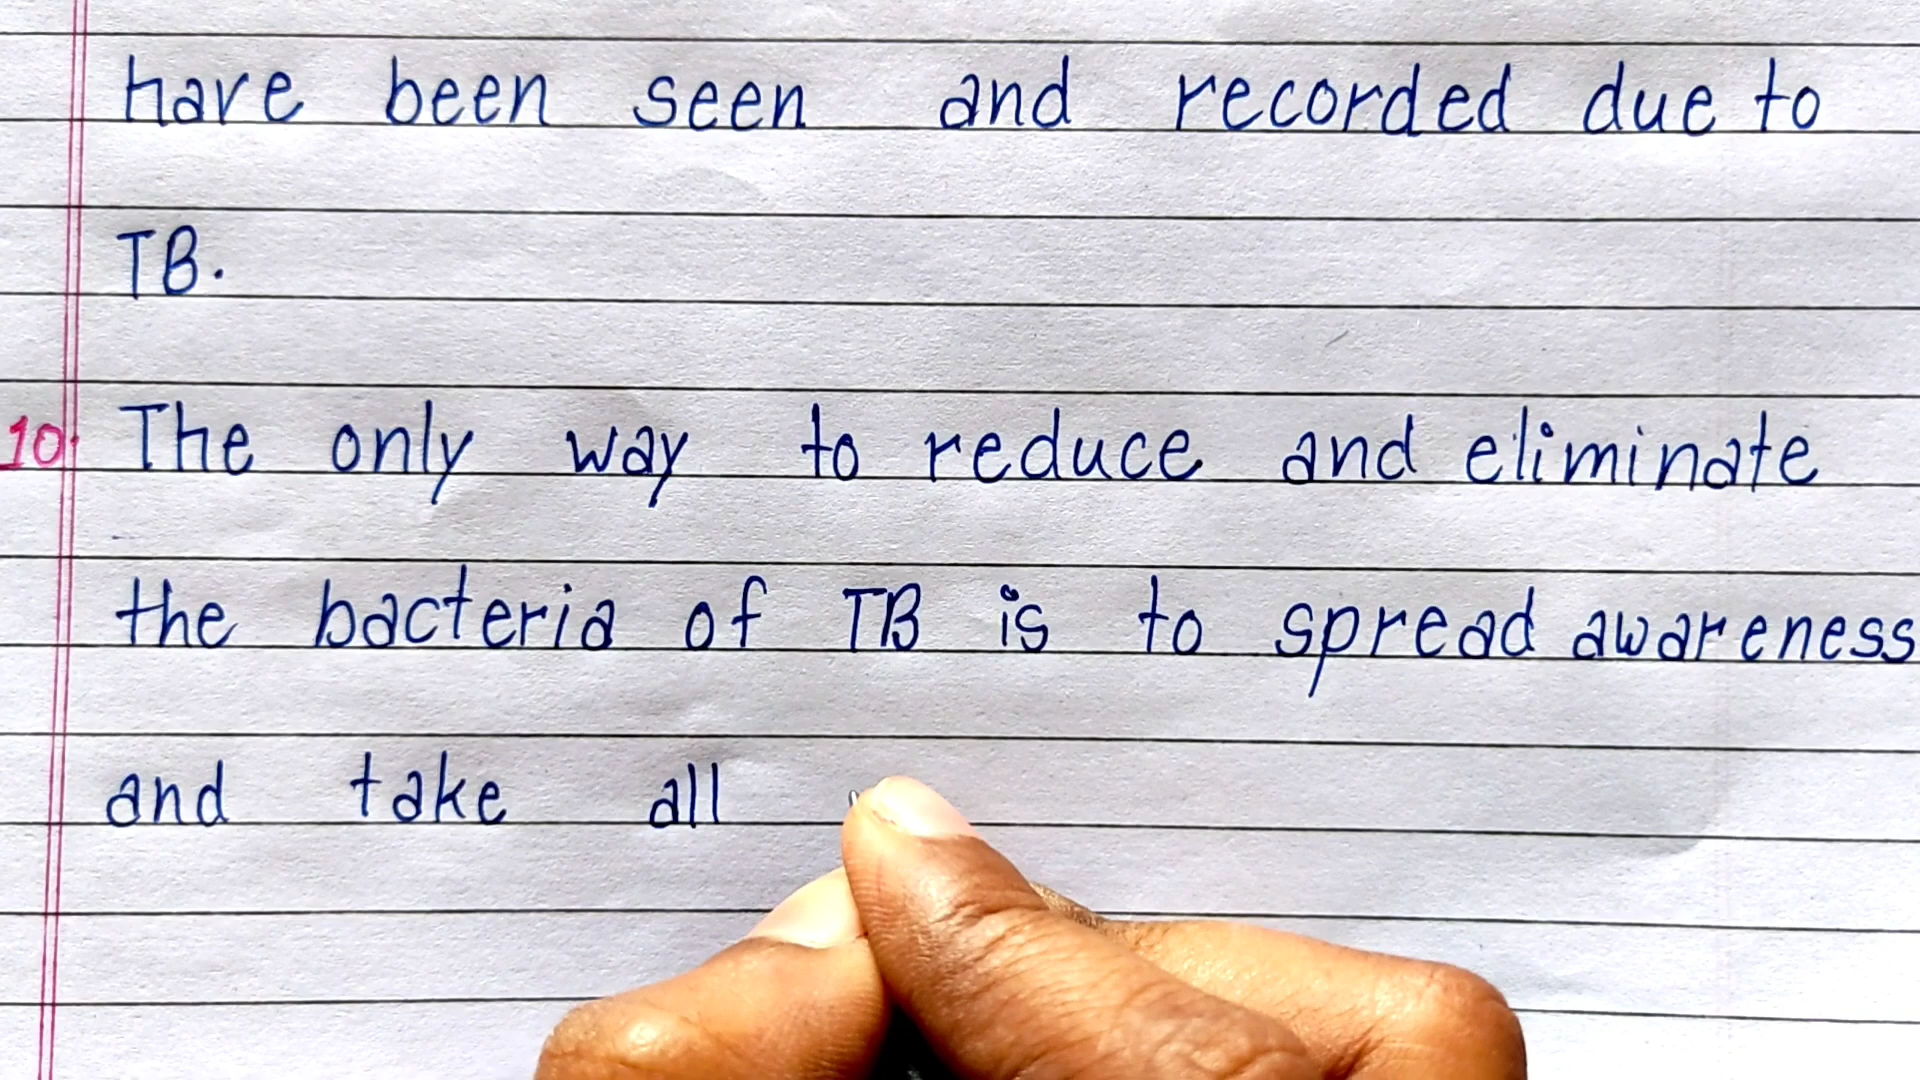 have been seen and recorded due to
TB.
10. The only way to reduce and eliminate
the bacteria of TB is to spread awareness
and take all